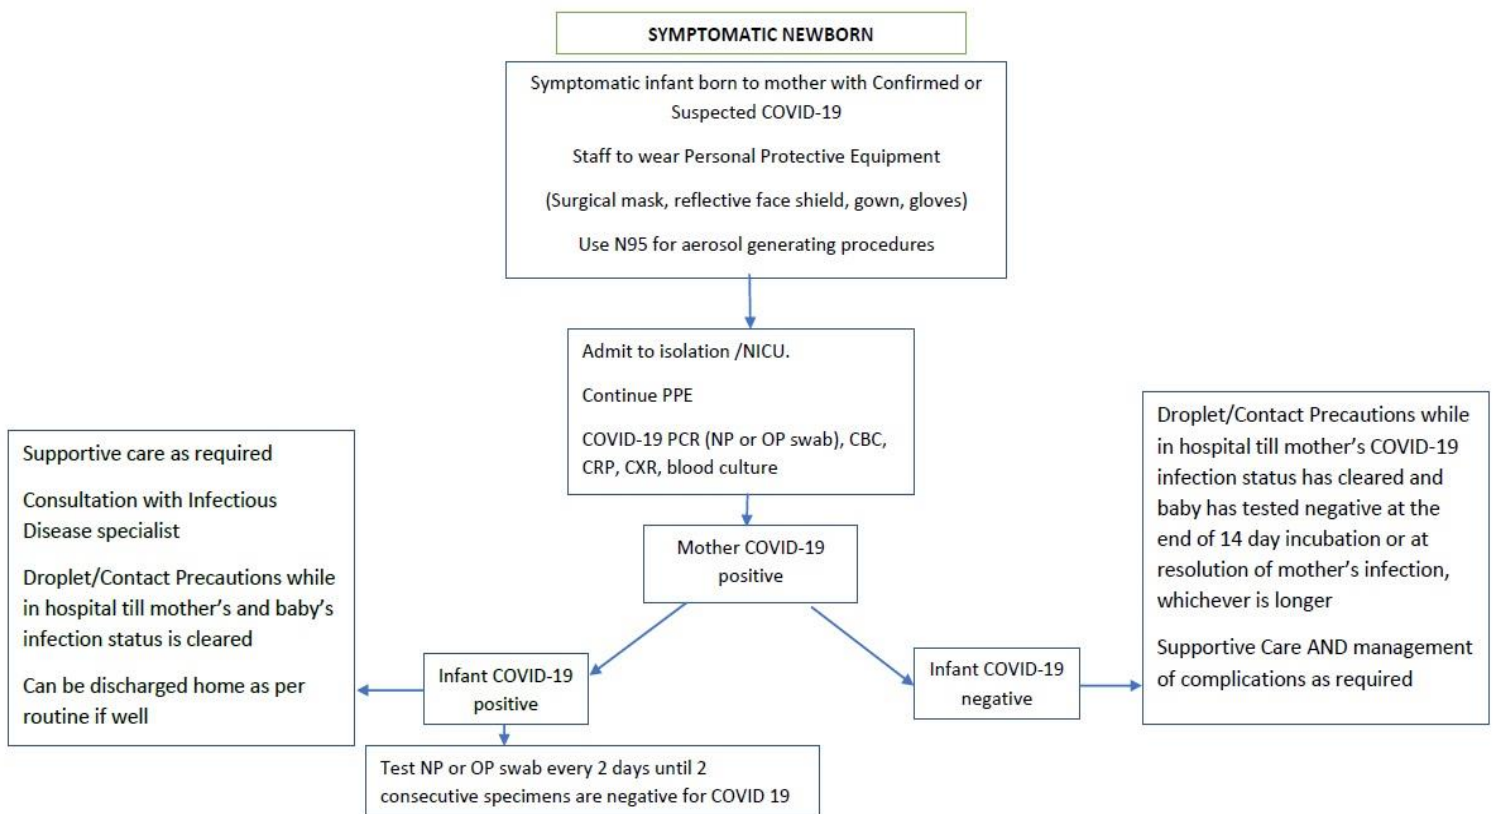 SYMPTOMATIC NEWBORN
Symptomatic infant born to mother with Confirmed or
Suspected COVID-19
Staff to wear Personal Protective Equipment
(Surgical mask, reflective face shield, gown, gloves)
Use N95 for aerosol generating procedures
Admit to isolation /NICU.
Continue PPE
COVID-19 PCR (NP or OP swab), CBC,
CRP, CXR, blood culture
Mother COVID-19
positive
Infant COVID-19
positive
Supportive care as required
Consultation with Infectious
Disease specialist
Droplet/Contact Precautions while
in hospital till mother’s and baby’s
infection status is cleared
Can be discharged home as per
routine if well
Test NP or OP swab every 2 days until 2
consecutive specimens are negative for COVID 19
Infant COVID-19
negative
Droplet/Contact Precautions while
in hospital till mother’s COVID-19
infection status has cleared and
baby has tested negative at the
end of 14 day incubation or at
resolution of mother’s infection,
whichever is longer
Supportive Care AND management
of complications as required